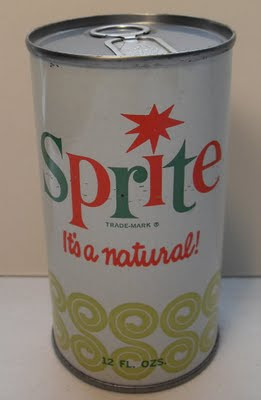 Sprite
TRADE-MARK ®
It's a natural!
12 FL. OZS.